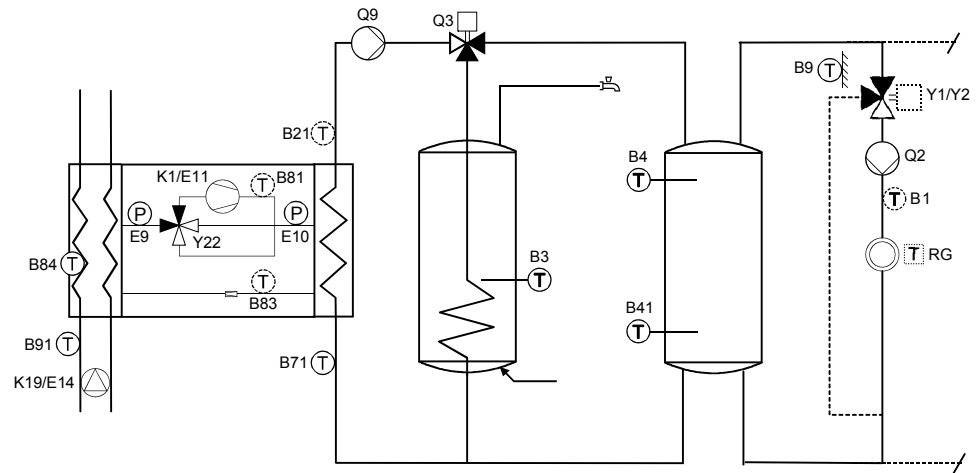 Q9
Q3
B9 T
Y1/Y2
B21 T
Q2
K1/E11
T B81
B4
T
P
P
T B1
E9
Y22
E10
B84 T
B3
T
T RG
T
B83
B41
T
B91 T
B71 T
K19/E14